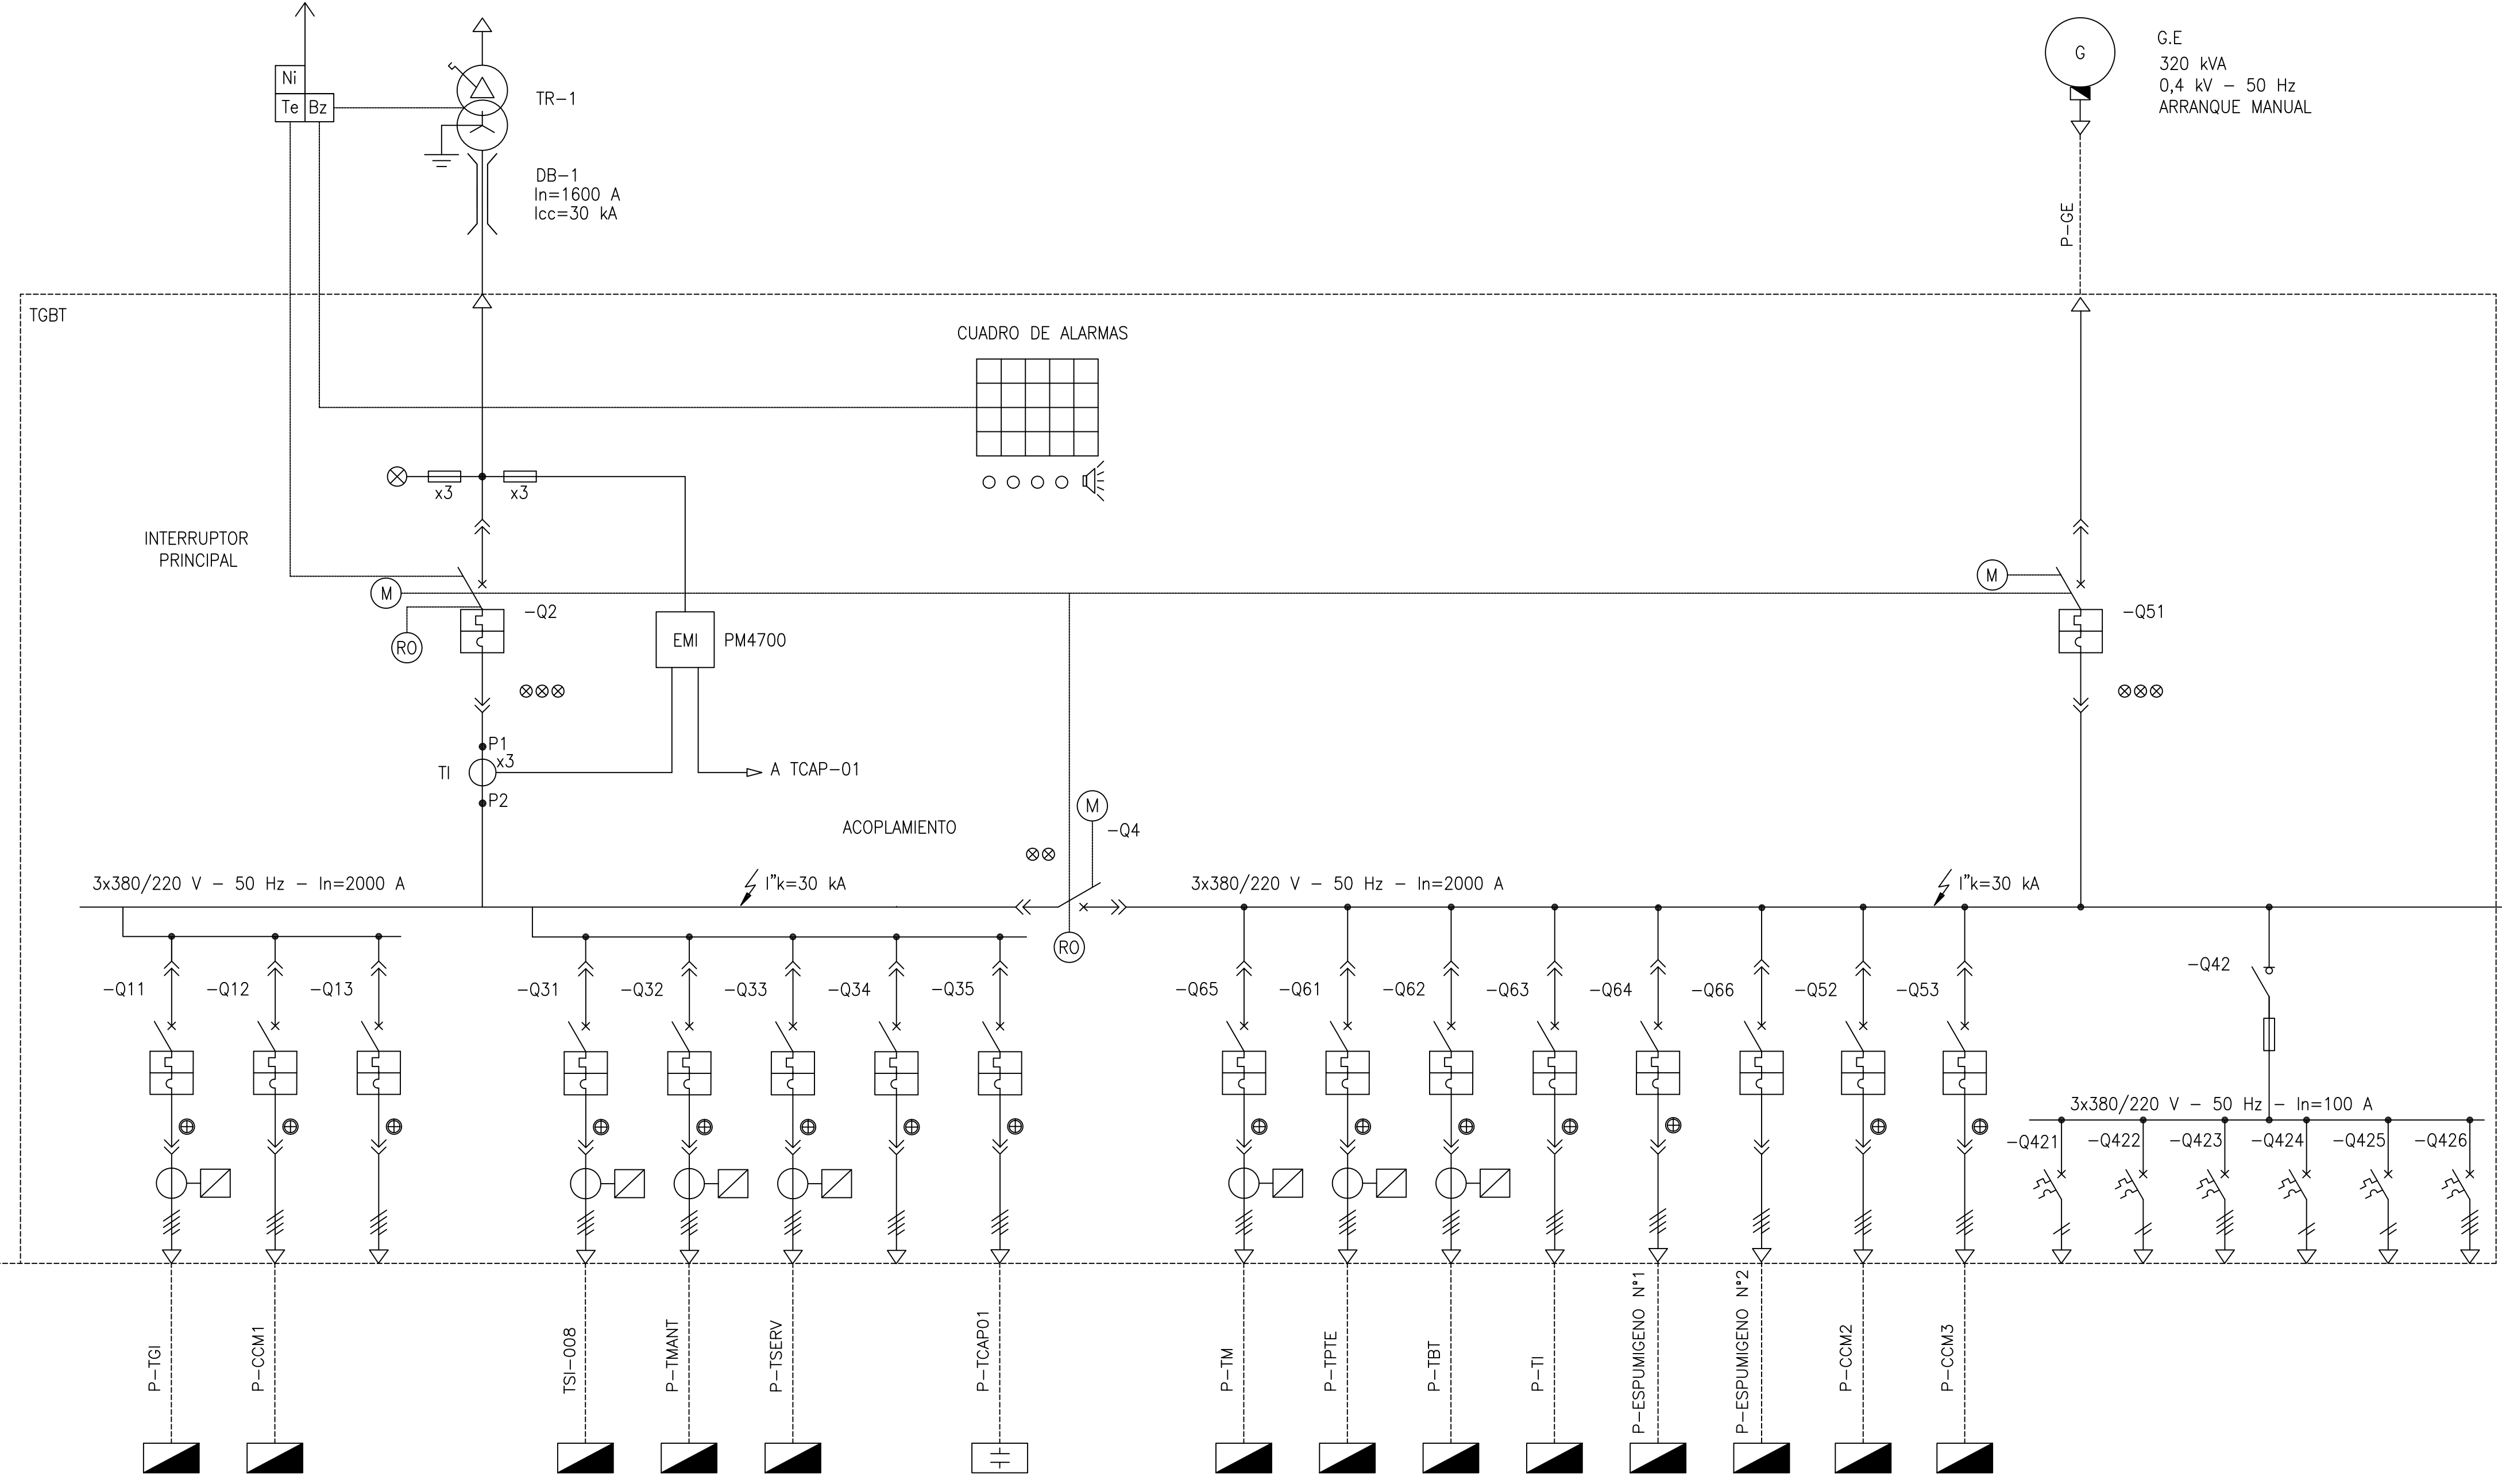 Ni
Te Bz
TR-1
DB-1
In=1600 A
Icc=30 kA
G
G.E
320 kVA
0,4 kV - 50 Hz
ARRANQUE MANUAL
P-GE
TGBT
CUADRO DE ALARMAS
x3 x3
INTERRUPTOR
PRINCIPAL
M
-Q2
RO
EMI PM4700
M
-Q51
P1
x3
TI
P2
A TCAP-01
ACOPLAMIENTO
M
-Q4
RO
3x380/220 V - 50 Hz - In=2000 A
I"k=30 kA
3x380/220 V - 50 Hz - In=2000 A
I"k=30 kA
-Q11 -Q12 -Q13 -Q31 -Q32 -Q33 -Q34 -Q35 -Q65 -Q61 -Q62 -Q63 -Q64 -Q66 -Q52 -Q53
-Q42
3x380/220 V - 50 Hz - In=100 A
-Q421 -Q422 -Q423 -Q424 -Q425 -Q426
P-TGI
P-CCM1
TSI-008
P-TMANT
P-TSERV
P-TCAP01
P-TM
P-TPTE
P-TBT
P-TI
P-ESPUMIGENO N°1
P-ESPUMIGENO N°2
P-CCM2
P-CCM3